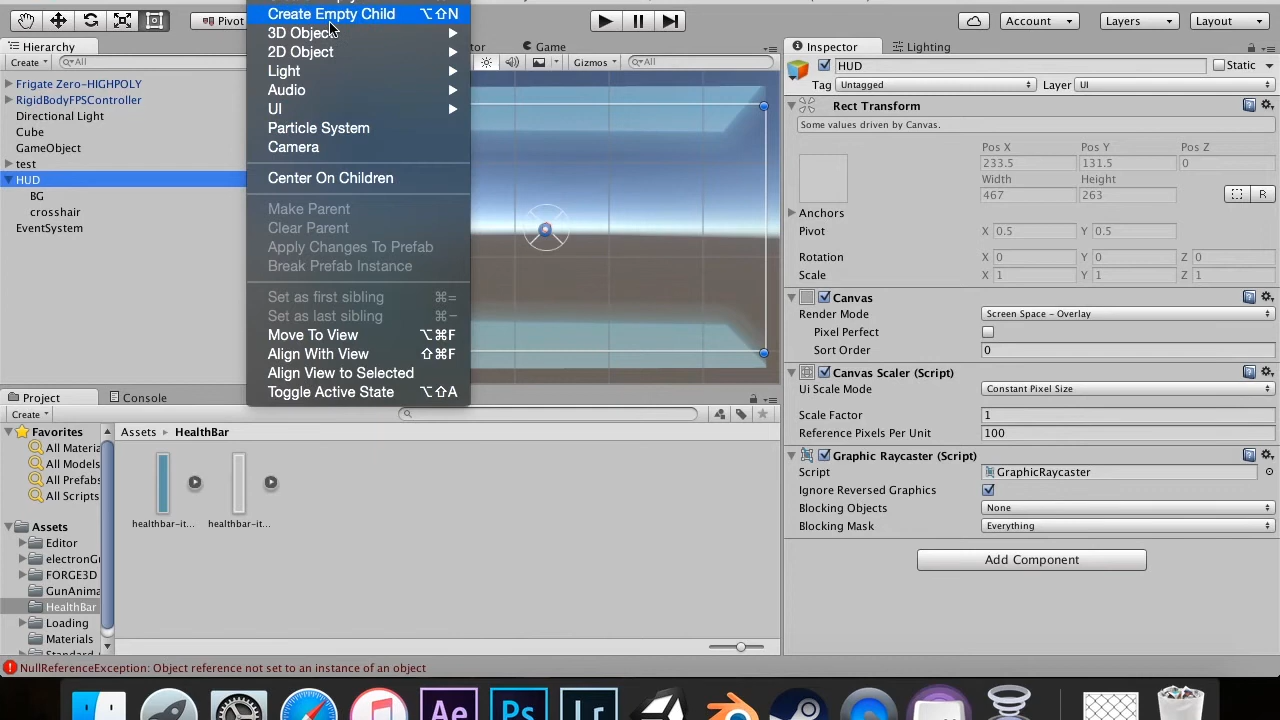 Create Empty Child ⌥⇧N
Pivot
Account
Layers
Layout
3D Object
2D Object
Light
Audio
UI
Particle System
Camera
Center On Children
Make Parent
Clear Parent
Apply Changes To Prefab
Break Prefab Instance
Set as first sibling ⌘=
Set as last sibling ⌘-
Move To View ⌥⌘F
Align With View ⇧⌘F
Align View to Selected
Toggle Active State ⌥⇧A
Hierarchy
Create
All
Frigate Zero-HIGHPOLY
RigidBodyFPSController
Directional Light
Cube
GameObject
test
HUD
BG
crosshair
EventSystem
Game
Gizmos
All
Inspector
Lighting
HUD
Static
Tag Untagged
Layer UI
Rect Transform
Some values driven by Canvas.
Pos X Pos Y Pos Z
233.5 131.5 0
Width Height
467 263
R
Anchors
Pivot X 0.5 Y 0.5
Rotation X 0 Y 0 Z 0
Scale X 1 Y 1 Z 1
Canvas
Render Mode Screen Space - Overlay
Pixel Perfect
Sort Order 0
Canvas Scaler (Script)
Ui Scale Mode Constant Pixel Size
Scale Factor 1
Reference Pixels Per Unit 100
Graphic Raycaster (Script)
Script GraphicRaycaster
Ignore Reversed Graphics
Blocking Objects None
Blocking Mask Everything
Add Component
Project
Console
Create
Favorites
All Materia
All Models
All Prefabs
All Scripts
Assets
Editor
electronGu
FORGE3D
GunAnima
HealthBar
Loading
Materials
Assets HealthBar
healthbar-it...
healthbar-it...
NullReferenceException: Object reference not set to an instance of an object
Ae
Ps
Lr